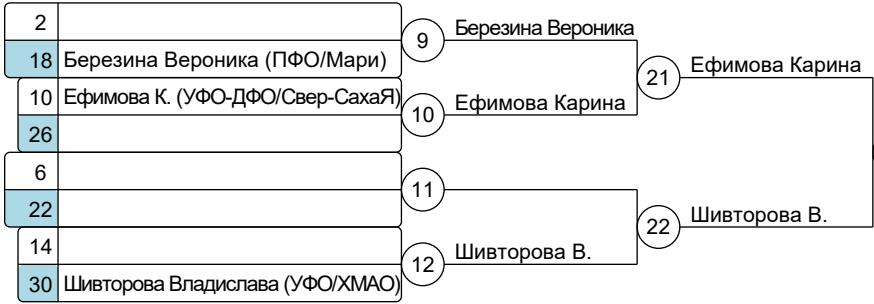 2
9
Березина Вероника
18 Березина Вероника (ПФО/Мари)
21
Ефимова Карина
10 Ефимова К. (УФО-ДФО/Свер-СахаЯ)
10
Ефимова Карина
26
6
11
22
22
Шивторова В.
14
12
Шивторова В.
30 Шивторова Владислава (УФО/ХМАО)